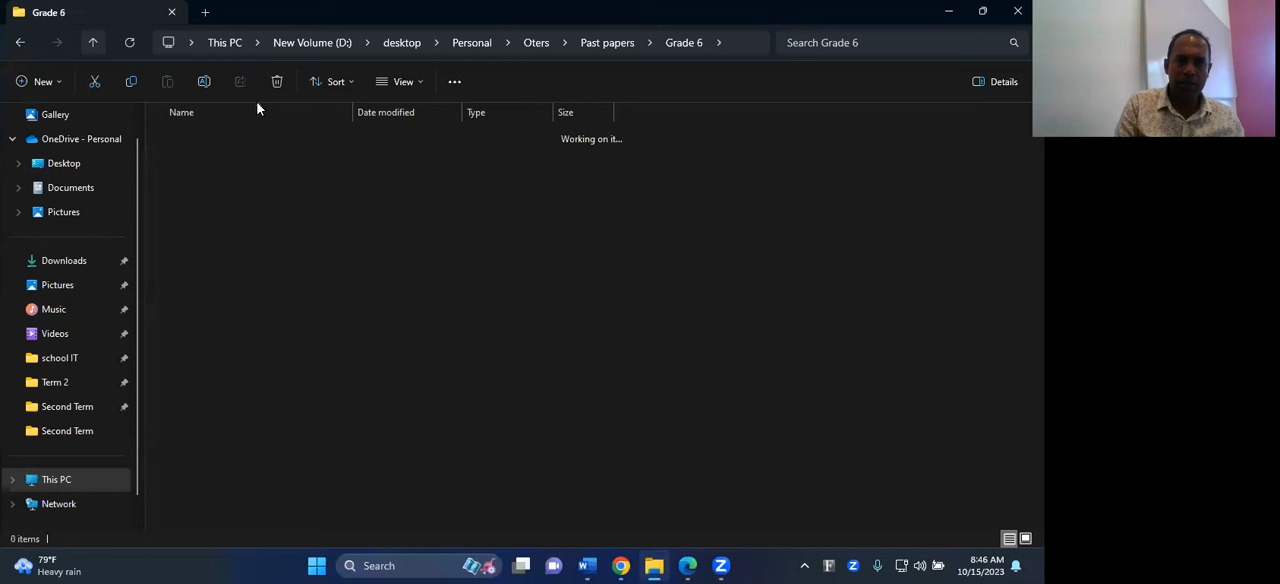 Grade 6
This PC > New Volume (D:) > desktop > Personal > Oters > Past papers > Grade 6 >
Search Grade 6
New
Sort
View
Details
Name
Date modified
Type
Size
Working on it...
Gallery
OneDrive - Personal
Desktop
Documents
Pictures
Downloads
Pictures
Music
Videos
school IT
Term 2
Second Term
Second Term
This PC
Network
0 items
79°F
Heavy rain
Search
8:46 AM
10/15/2023